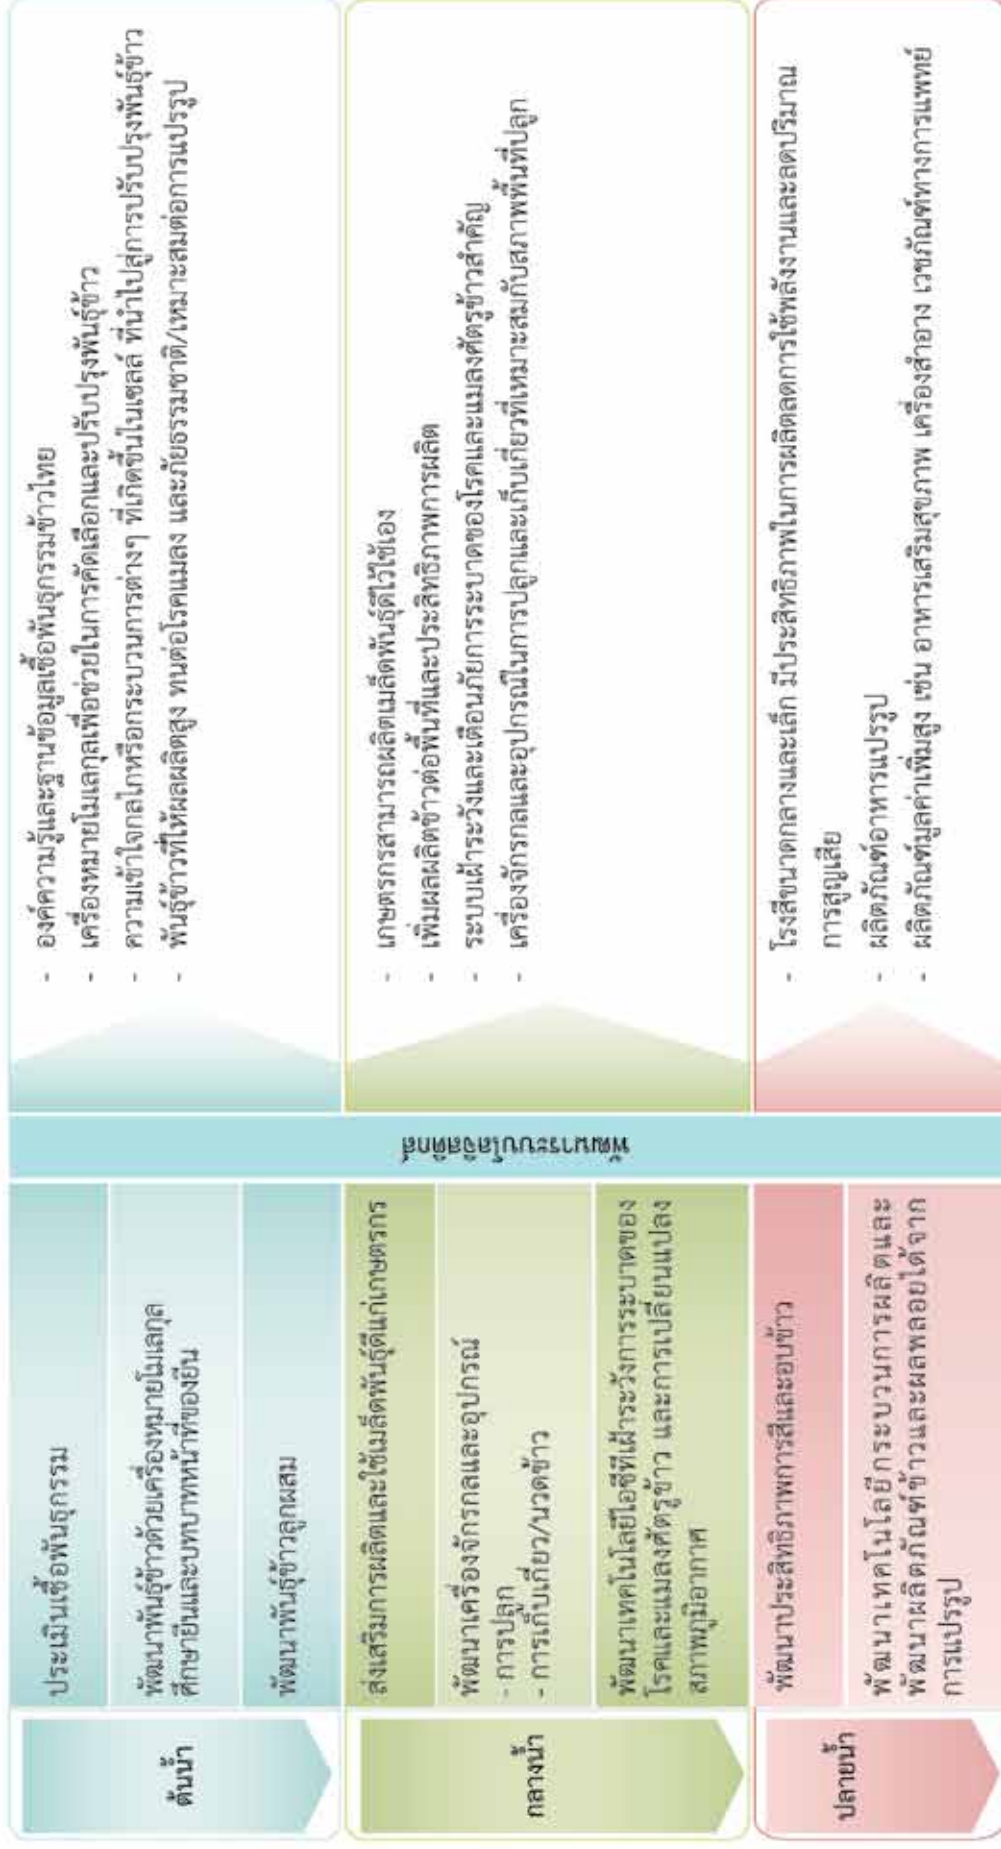 ต้นน้ำ
ประเมินเชื้อพันธุกรรม
พัฒนาพันธุ์ข้าวด้วยเครื่องหมายโมเลกุล
ศึกษายีนและบทบาทหน้าที่ของยีน
พัฒนาพันธุ์ข้าวลูกผสม
- องค์ความรู้และฐานข้อมูลเชื้อพันธุกรรมข้าวไทย
- เครื่องหมายโมเลกุลเพื่อช่วยในการคัดเลือกและปรับปรุงพันธุ์ข้าว
- ความเข้าใจกลไกหรือกระบวนการต่างๆ ที่เกิดขึ้นในเซลล์ ที่นำไปสู่การปรับปรุงพันธุ์ข้าว
- พันธุ์ข้าวที่ให้ผลผลิตสูง ทนต่อโรคแมลง และภัยธรรมชาติ/เหมาะสมต่อการแปรรูป
พัฒนาระบบโลจิสติกส์
กลางน้ำ
ส่งเสริมการผลิตและใช้เมล็ดพันธุ์ดีแก่เกษตรกร
พัฒนาเครื่องจักรกลและอุปกรณ์
- การปลูก
- การเก็บเกี่ยว/นวดข้าว
พัฒนาเทคโนโลยีไอซีทีเฝ้าระวังการระบาดของ
โรคและแมลงศัตรูข้าว และการเปลี่ยนแปลง
สภาพภูมิอากาศ
- เกษตรกรสามารถผลิตเมล็ดพันธุ์ดีไว้ใช้เอง
- เพิ่มผลผลิตข้าวต่อพื้นที่และประสิทธิภาพการผลิต
- ระบบเฝ้าระวังและเตือนภัยการระบาดของโรคและแมลงศัตรูข้าวสำคัญ
- เครื่องจักรกลและอุปกรณ์ในการปลูกและเก็บเกี่ยวที่เหมาะสมกับสภาพพื้นที่ปลูก
ปลายน้ำ
พัฒนาประสิทธิภาพการสีและอบข้าว
พัฒนาเทคโนโลยีกระบวนการผลิตและ
พัฒนาผลิตภัณฑ์ข้าวและผลพลอยได้จาก
การแปรรูป
- โรงสีขนาดกลางและเล็ก มีประสิทธิภาพในการผลิตลดการใช้พลังงานและลดปริมาณ
การสูญเสีย
- ผลิตภัณฑ์อาหารแปรรูป
- ผลิตภัณฑ์มูลค่าเพิ่มสูง เช่น อาหารเสริมสุขภาพ เครื่องสำอาง เวชภัณฑ์ทางการแพทย์